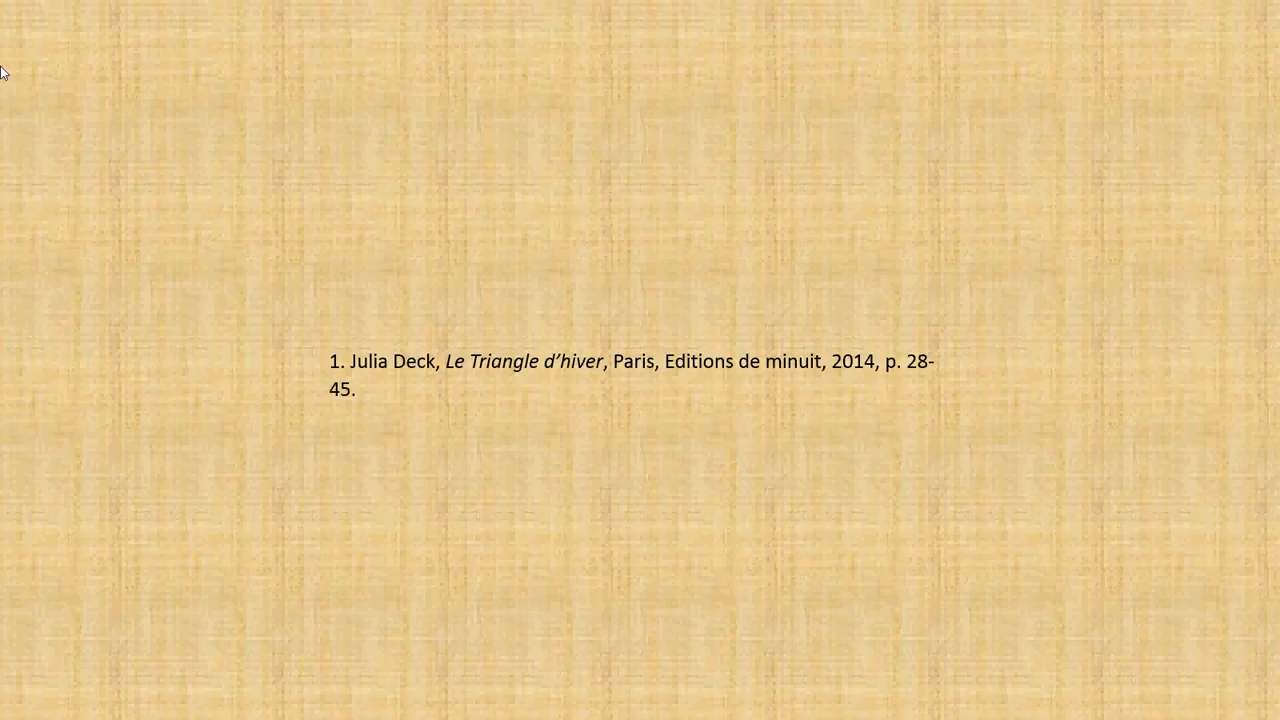 1. Julia Deck, Le Triangle d’hiver, Paris, Editions de minuit, 2014, p. 28-
45.